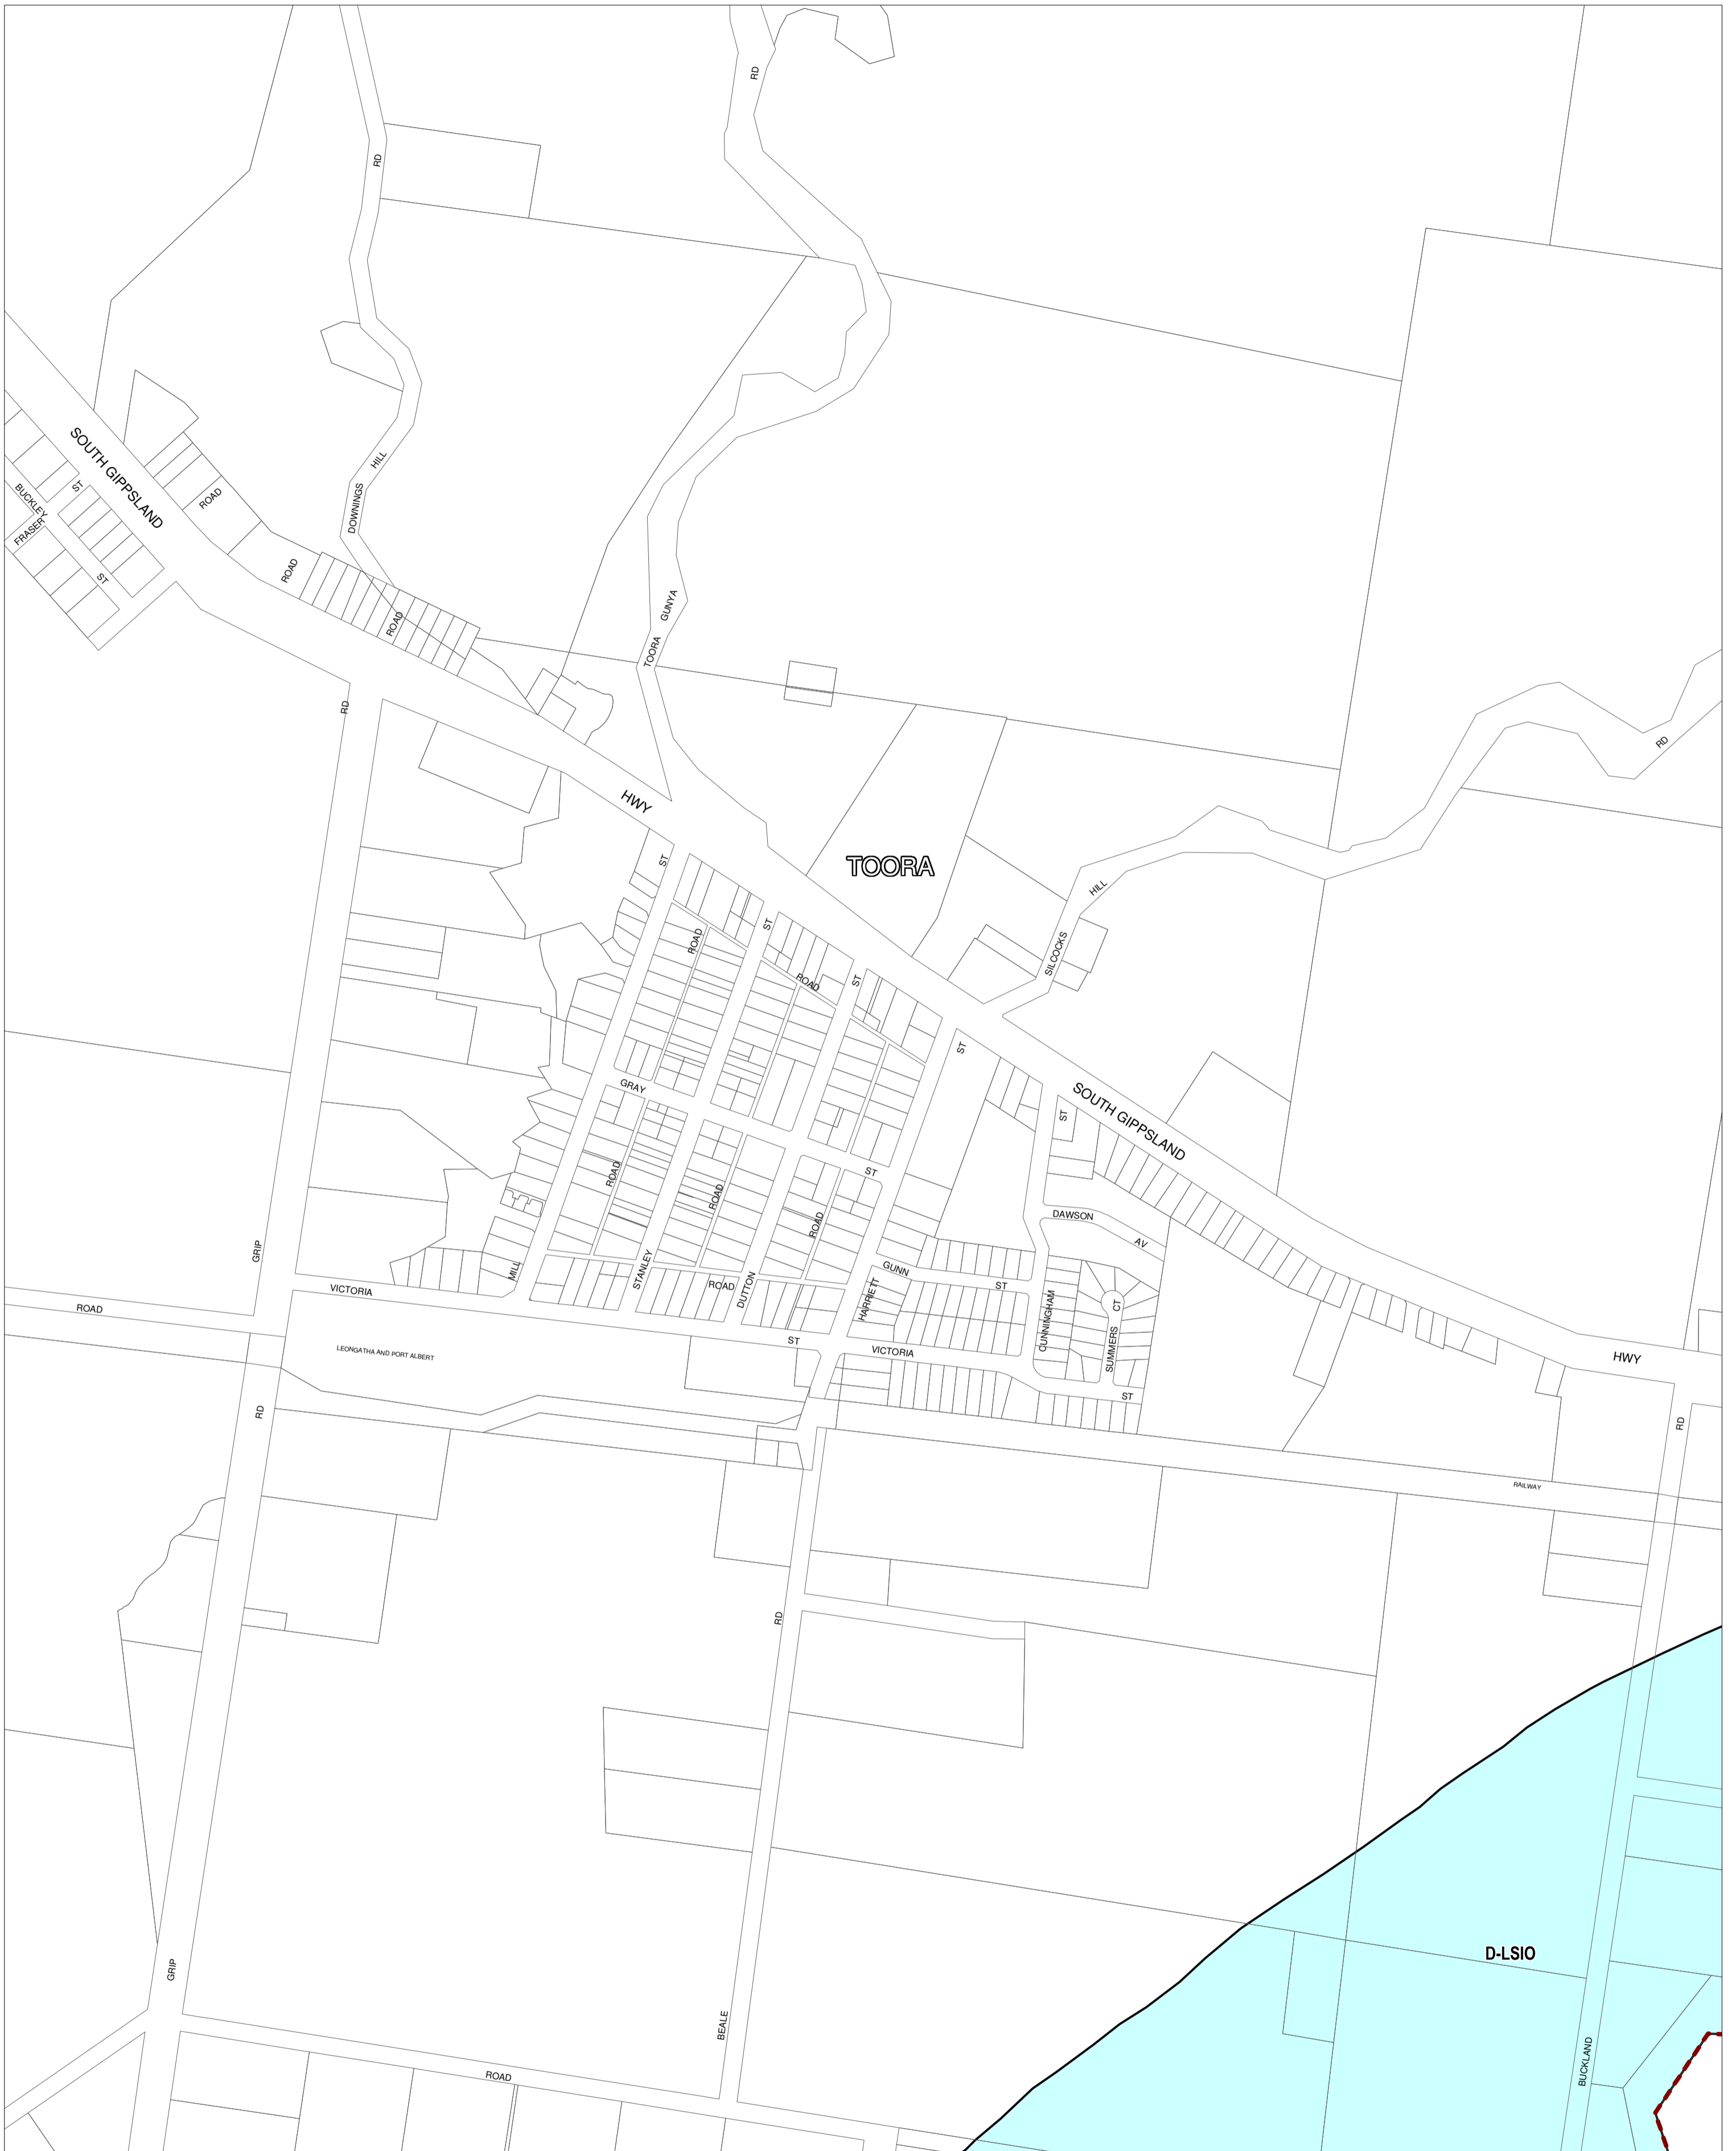 RD
RD
SOUTH GIPPSLAND
ROAD
HILL
DOWNINGS
BUCKLEY
ST
FRASER
ST
ROAD
ROAD
GUNYA
TOORA
RD
RD
HWY
TOORA
HILL
SILCOCKS
ST
ST
ST
ST
ST
ROAD
ROAD
GRAY
ST
SOUTH GIPPSLAND
ROAD
ROAD
ROAD
DAWSON
AV
GRIP
MILL
STANLEY
ROAD
DUTTON
GUNN
ST
HARRIETT
CUNNINGHAM
CT
SUMMERS
VICTORIA
ROAD
ST
VICTORIA
ST
LEONGATHA AND PORT ALBERT
HWY
RD
RD
RAILWAY
RD
D-LSIO
GRIP
BEALE
BUCKLAND
ROAD